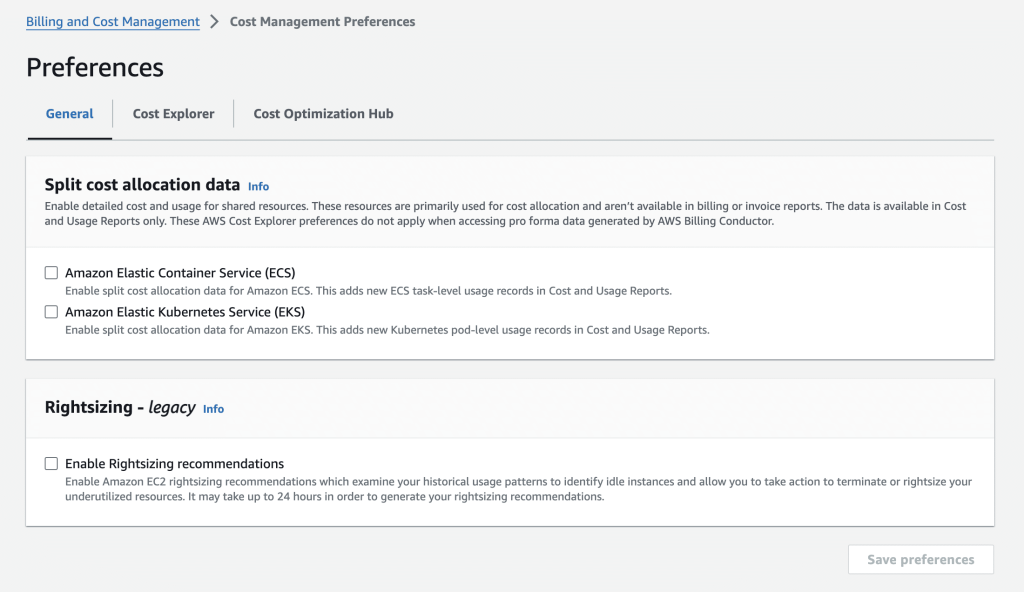 Billing and Cost Management > Cost Management Preferences
Preferences
General Cost Explorer Cost Optimization Hub
Split cost allocation data Info
Enable detailed cost and usage for shared resources. These resources are primarily used for cost allocation and aren't available in billing or invoice reports. The data is available in Cost
and Usage Reports only. These AWS Cost Explorer preferences do not apply when accessing pro forma data generated by AWS Billing Conductor.
Amazon Elastic Container Service (ECS)
Enable split cost allocation data for Amazon ECS. This adds new ECS task-level usage records in Cost and Usage Reports.
Amazon Elastic Kubernetes Service (EKS)
Enable split cost allocation data for Amazon EKS. This adds new Kubernetes pod-level usage records in Cost and Usage Reports.
Rightsizing - legacy Info
Enable Rightsizing recommendations
Enable Amazon EC2 rightsizing recommendations which examine your historical usage patterns to identify idle instances and allow you to take action to terminate or rightsize your
underutilized resources. It may take up to 24 hours in order to generate your rightsizing recommendations.
Save preferences